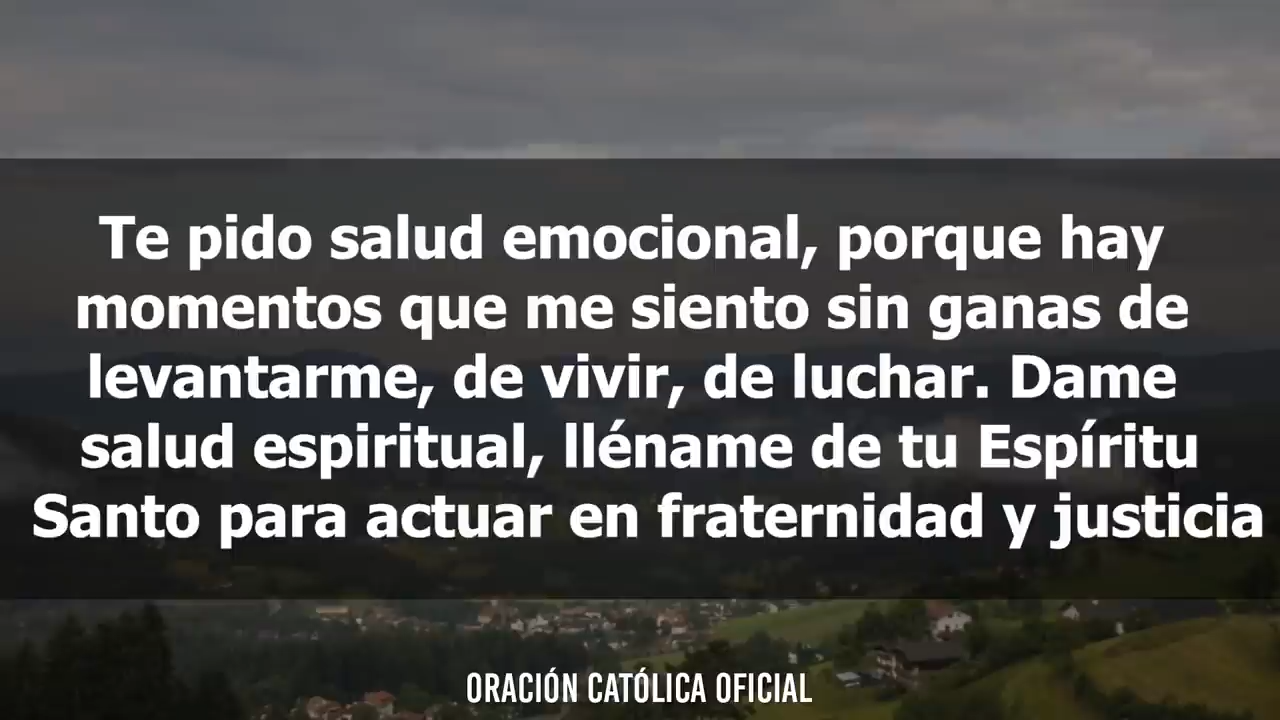 Te pido salud emocional, porque hay
momentos que me siento sin ganas de
levantarme, de vivir, de luchar. Dame
salud espiritual, lléname de tu Espíritu
Santo para actuar en fraternidad y justicia
ORACIÓN CATÓLICA OFICIAL